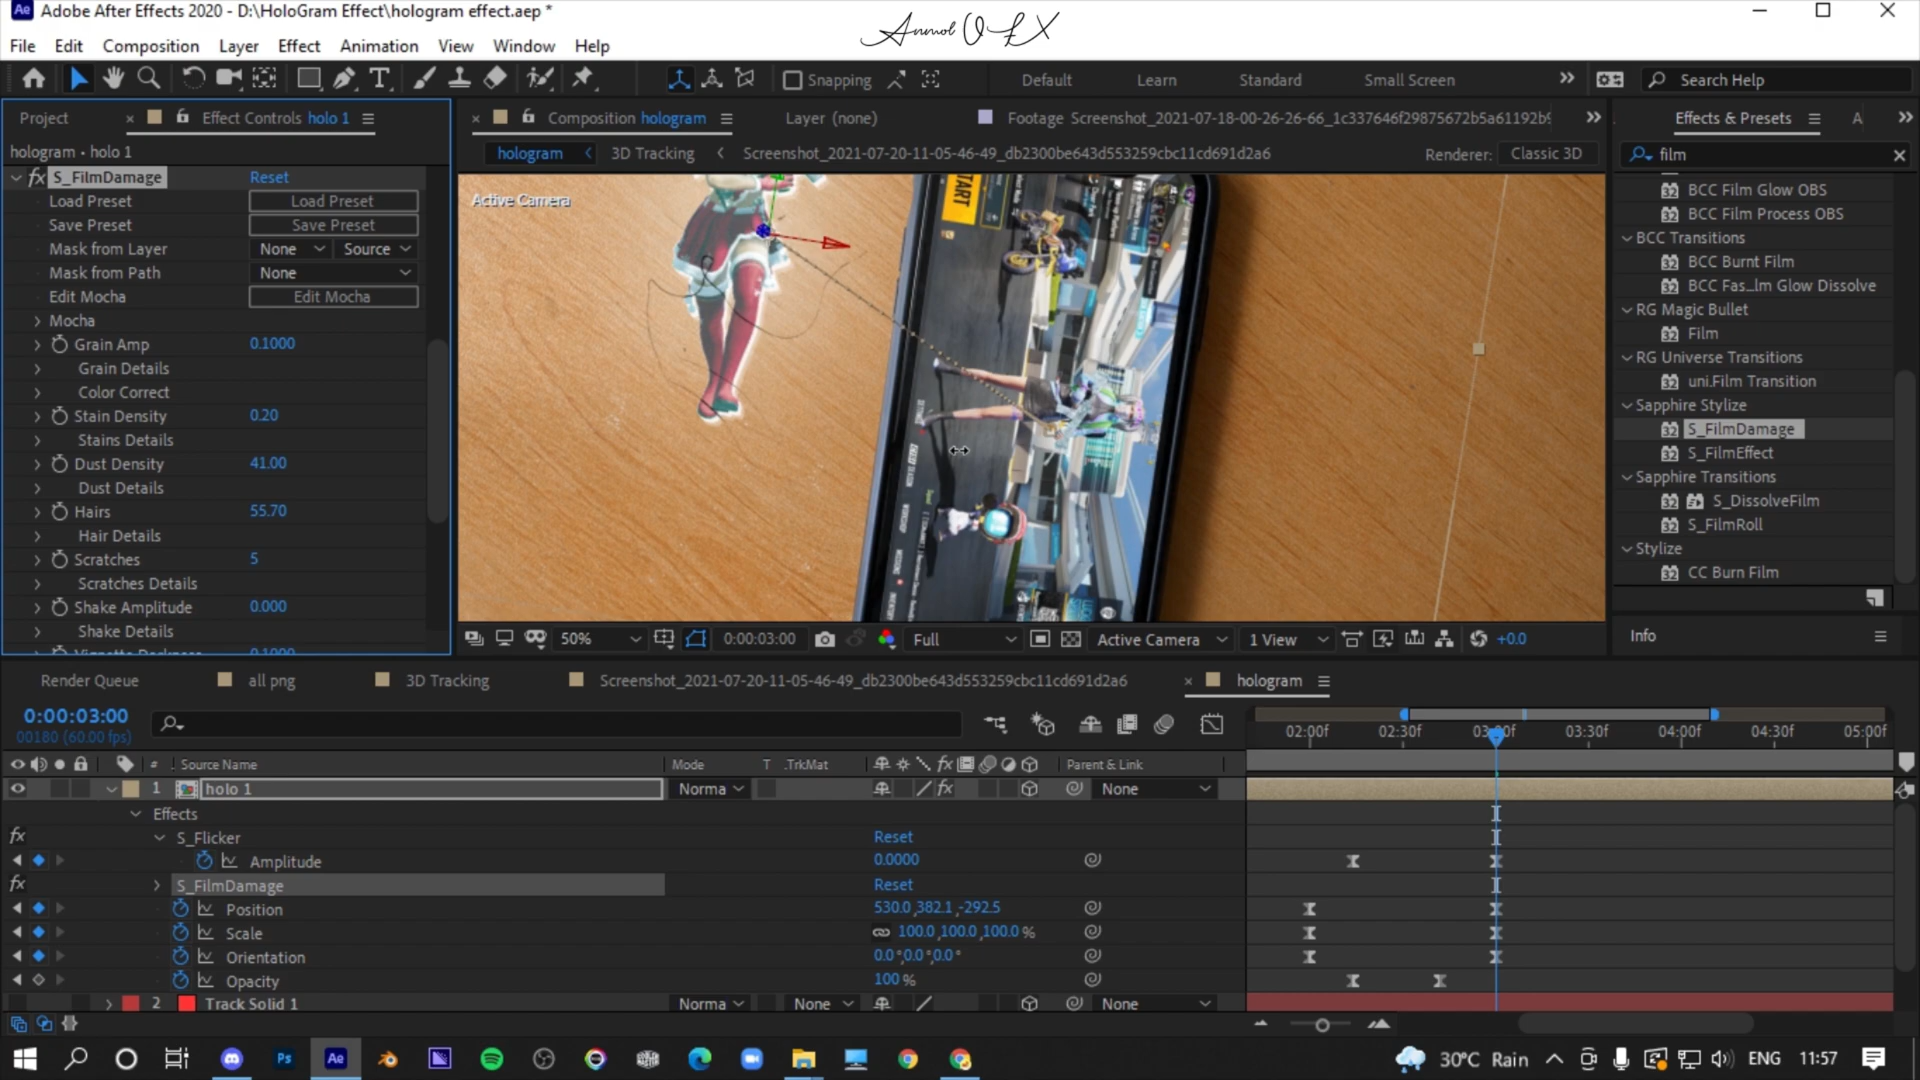 Adobe After Effects 2020 - D:\HoloGram Effect\hologram effect.aep *
Anmol OLX
File Edit Composition Layer Effect Animation View Window Help
Snapping Default Learn Standard Small Screen Search Help
Project Effect Controls holo 1
Composition hologram Layer (none) Footage Screenshot_2021-07-18-00-26-26-66_1c337646f29875672b5a61192b9
Effects & Presets
hologram • holo 1
hologram 3D Tracking Screenshot_2021-07-20-11-05-46-49_db2300be643d553259cbc11cd691d2a6
Renderer: Classic 3D
film
S_FilmDamage Reset
Load Preset Load Preset
Save Preset Save Preset
Mask from Layer None Source
Mask from Path None
Edit Mocha Edit Mocha
Mocha
Grain Amp 0.1000
Grain Details
Color Correct
Stain Density 0.20
Stains Details
Dust Density 41.00
Dust Details
Hairs 55.70
Hair Details
Scratches 5
Scratches Details
Shake Amplitude 0.000
Shake Details
Vignette Darkness 0.1000
Active Camera
START
BCC Film Glow OBS
BCC Film Process OBS
BCC Transitions
BCC Burnt Film
BCC Fas...lm Glow Dissolve
RG Magic Bullet
Film
RG Universe Transitions
uni.Film Transition
Sapphire Stylize
S_FilmDamage
S_FilmEffect
Sapphire Transitions
S_DissolveFilm
S_FilmRoll
Stylize
CC Burn Film
50% 0:00:03:00 Full Active Camera 1 View +0.0
Info
Render Queue all png 3D Tracking Screenshot_2021-07-20-11-05-46-49_db2300be643d553259cbc11cd691d2a6 hologram
0:00:03:00
00180 (60.00 fps)
02:00f 02:30f 03:00f 03:30f 04:00f 04:30f 05:00f
# Source Name Mode T .TrkMat Parent & Link
1 holo 1 Norma None
Effects
S_Flicker Reset
Amplitude 0.0000
S_FilmDamage Reset
Position 530.0,382.1,-292.5
Scale 100.0,100.0,100.0%
Orientation 0.0°,0.0°,0.0°
Opacity 100%
2 Track Solid 1 Norma None None
30°C Rain ENG 11:57